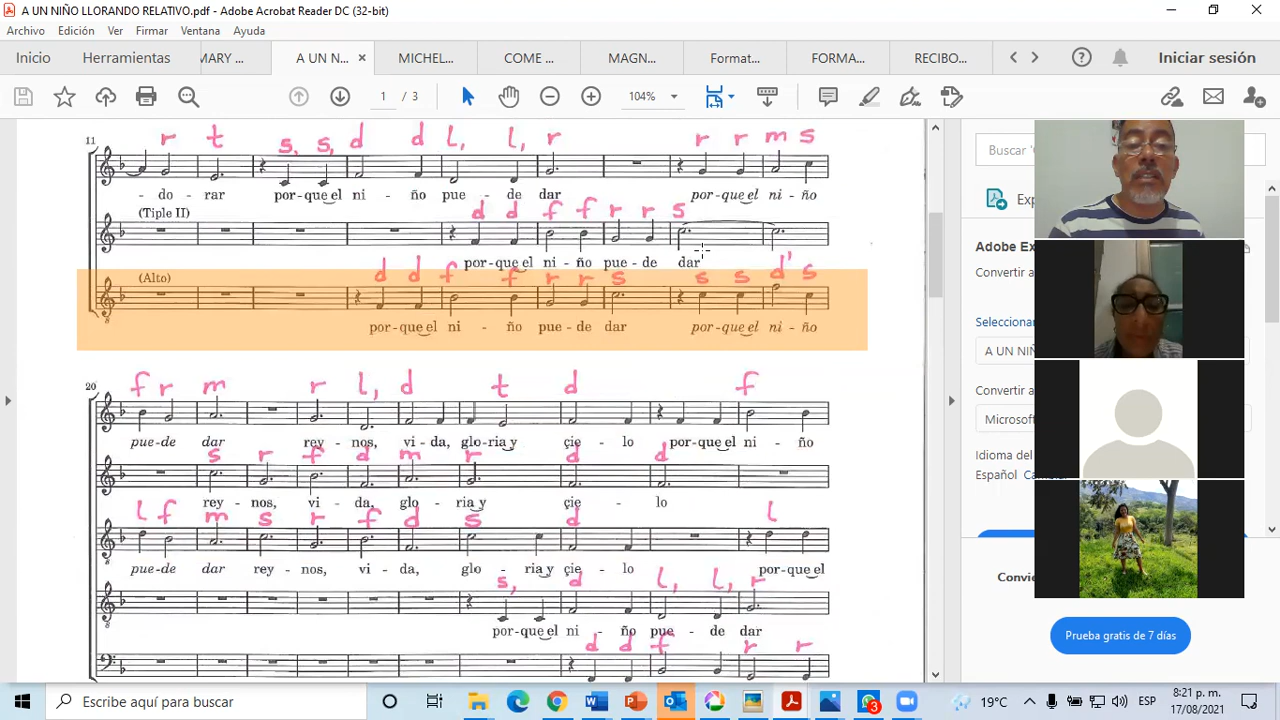 A UN NIÑO LLORANDO RELATIVO.pdf - Adobe Acrobat Reader DC (32-bit)
Archivo Edición Ver Firmar Ventana Ayuda
Inicio Herramientas MARY ... A UN N... × MICHEL... COME ... MAGN... Format... FORMA... RECIBO... Iniciar sesión
1 / 3 104%
11 r t s, s, d d l, l, r r r m s
- do - rar por-que el ni - ño pue - de dar por-que el ni - ño
(Tiple II) d d f f r r s
por-que el ni - ño pue - de dar
(Alto) d d f f r r s s s d' s
por-que el ni - ño pue - de dar por-que el ni - ño
20 f r m r l, d t d f
pue-de dar rey - nos, vi - da, glo-ria y çie - lo por-que el ni - ño
s r f d m r d d
rey - nos, vi - da, glo - ria y çie - lo
l f m s r f d s d l
pue-de dar rey - nos, vi - da, glo - ria y çie - lo por-que el
s, d l, l, r
por-que el ni - ño pue - de dar
d d f r r
Buscar '
Adobe Ex
Convertir a
Seleccionar
A UN NIÑ
Convertir a
Microsoft
Idioma del
Español
Prueba gratis de 7 días
Escribe aquí para buscar
3
19°C ESP 8:21 p. m.
17/08/2021